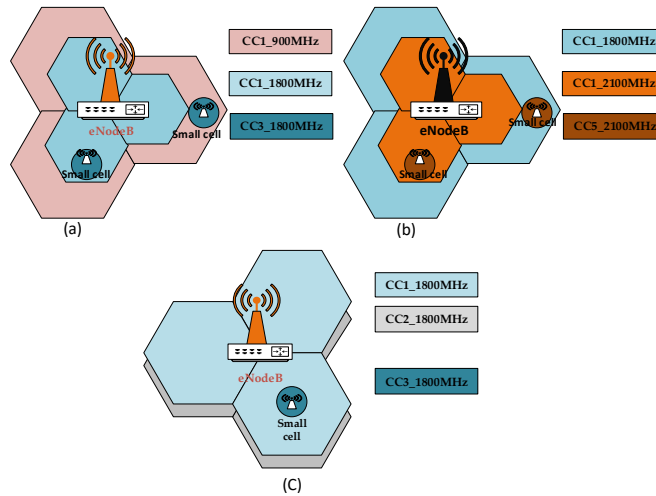 CC1_900MHz
CC1_1800MHz
CC3_1800MHz
eNodeB
Small cell
Small cell
(a)
CC1_1800MHz
CC1_2100MHz
CC5_2100MHz
eNodeB
Small cell
Small cell
(b)
CC1_1800MHz
CC2_1800MHz
CC3_1800MHz
eNodeB
Small
cell
(C)